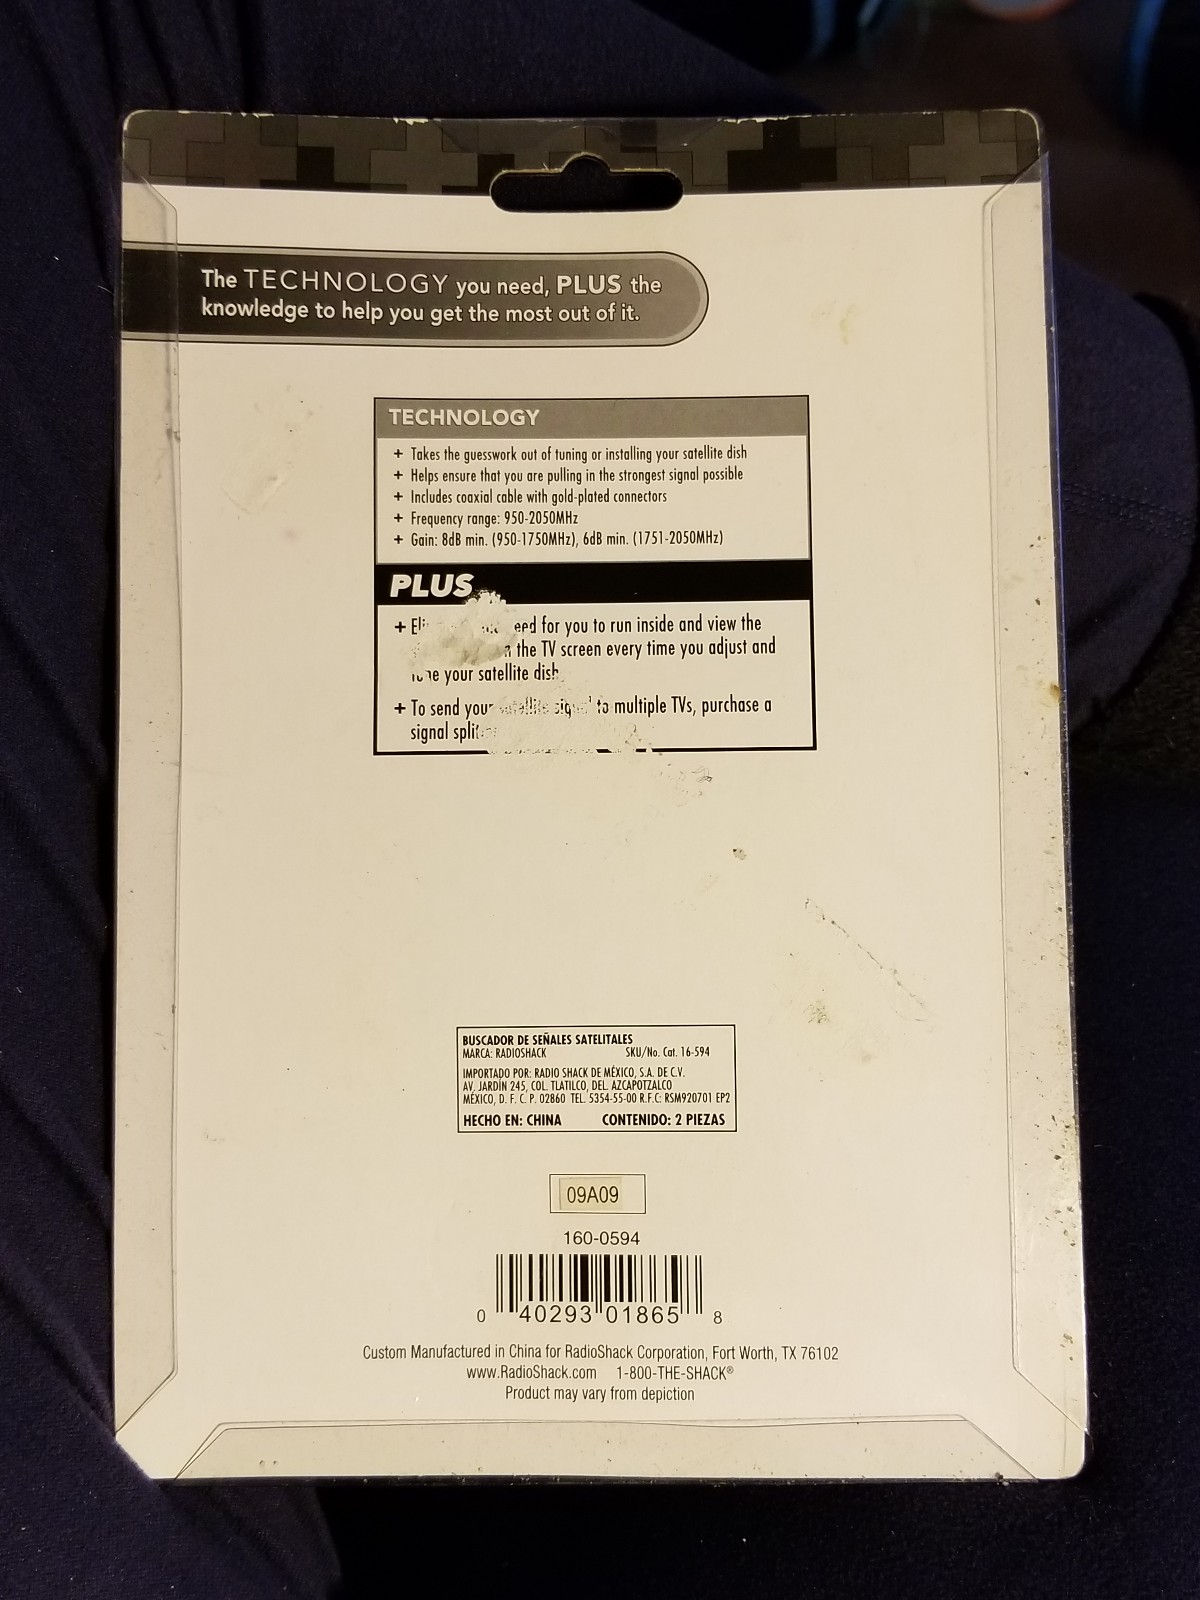 The TECHNOLOGY you need, PLUS the
knowledge to help you get the most out of it.
TECHNOLOGY
+ Takes the guesswork out of tuning or installing your satellite dish
+ Helps ensure that you are pulling in the strongest signal possible
+ Includes coaxial cable with gold-plated connectors
+ Frequency range: 950-2050MHz
+ Gain: 8dB min. (950-1750MHz), 6dB min. (1751-2050MHz)
PLUS
+ for you to run inside and view the
the TV screen every time you adjust and
your satellite dish
+ To send your satellite signal to multiple TVs, purchase a
signal
BUSCADOR DE SEÑALES SATELITALES
MARCA: RADIOSHACK SKU/No. Cat. 16-594
IMPORTADO POR: RADIO SHACK DE MÉXICO, S.A. DE C.V.
AV. JARDÍN 245, COL. TLATILCO, DEL. AZCAPOTZALCO
MÉXICO, D. F. C. P. 02860 TEL. 5354-55-00 R.F.C: RSM920701 EP2
HECHO EN: CHINA CONTENIDO: 2 PIEZAS
09A09
160-0594
0 40293 01865 8
Custom Manufactured in China for RadioShack Corporation, Fort Worth, TX 76102
www.RadioShack.com 1-800-THE-SHACK®
Product may vary from depiction